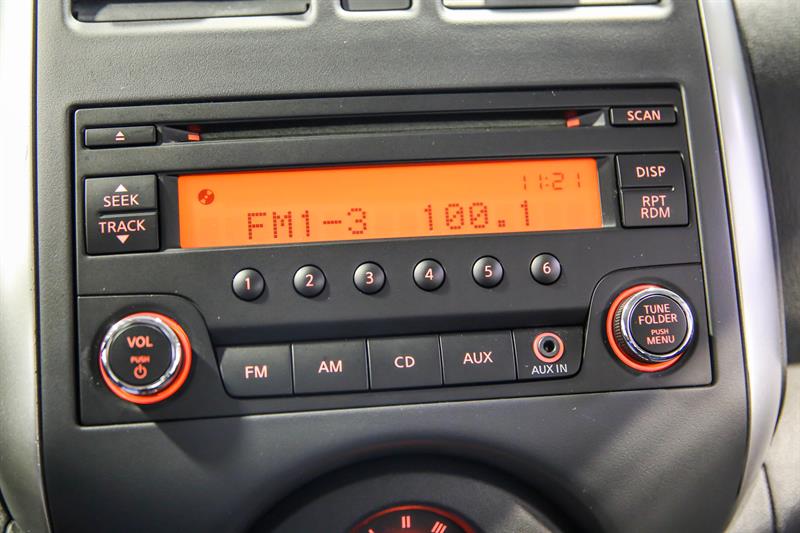 SCAN
11:21
FM1-3 100.1
SEEK
TRACK
DISP
RPT
RDM
1 2 3 4 5 6
VOL
PUSH
FM AM CD AUX
AUX IN
TUNE
FOLDER
PUSH
MENU